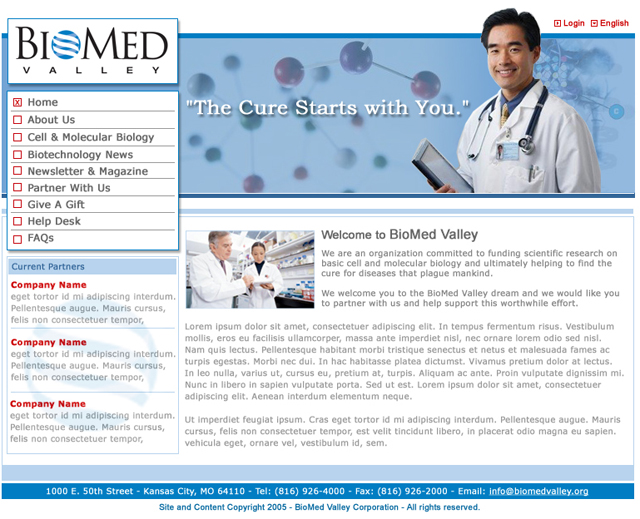 BIOMED
VALLEY
Login English
"The Cure Starts with You."
Home
About Us
Cell & Molecular Biology
Biotechnology News
Newsletter & Magazine
Partner With Us
Give A Gift
Help Desk
FAQs
Current Partners
Company Name
eget tortor id mi adipiscing interdum.
Pellentesque augue. Mauris cursus,
felis non consectetuer tempor,
Company Name
eget tortor id mi adipiscing interdum.
Pellentesque augue. Mauris cursus,
felis non consectetuer tempor,
Company Name
eget tortor id mi adipiscing interdum.
Pellentesque augue. Mauris cursus,
felis non consectetuer tempor,
Welcome to BioMed Valley
We are an organization committed to funding scientific research on
basic cell and molecular biology and ultimately helping to find the
cure for diseases that plague mankind.
We welcome you to the BioMed Valley dream and we would like you
to partner with us and help support this worthwhile effort.
Lorem ipsum dolor sit amet, consectetuer adipiscing elit. In tempus fermentum risus. Vestibulum
mollis, eros eu facilisis ullamcorper, massa ante imperdiet nisl, nec ornare lorem odio sed nisl.
Nam quis lectus. Pellentesque habitant morbi tristique senectus et netus et malesuada fames ac
turpis egestas. Morbi nec dui. In hac habitasse platea dictumst. Vivamus pretium dolor at lectus.
In leo nulla, varius ut, cursus eu, pretium at, turpis. Aliquam ac ante. Proin vulputate dignissim mi.
Nunc in libero in sapien vulputate porta. Sed ut est. Lorem ipsum dolor sit amet, consectetuer
adipiscing elit. Aenean interdum elementum neque.
Ut imperdiet feugiat ipsum. Cras eget tortor id mi adipiscing interdum. Pellentesque augue. Mauris
cursus, felis non consectetuer tempor, est velit tincidunt libero, in placerat odio magna eu sapien.
vehicula eget, ornare vel, vestibulum id, sem.
1000 E. 50th Street - Kansas City, MO 64110 - Tel: (816) 926-4000 - Fax: (816) 926-2000 - Email: info@biomedvalley.org
Site and Content Copyright 2005 - BioMed Valley Corporation - All rights reserved.